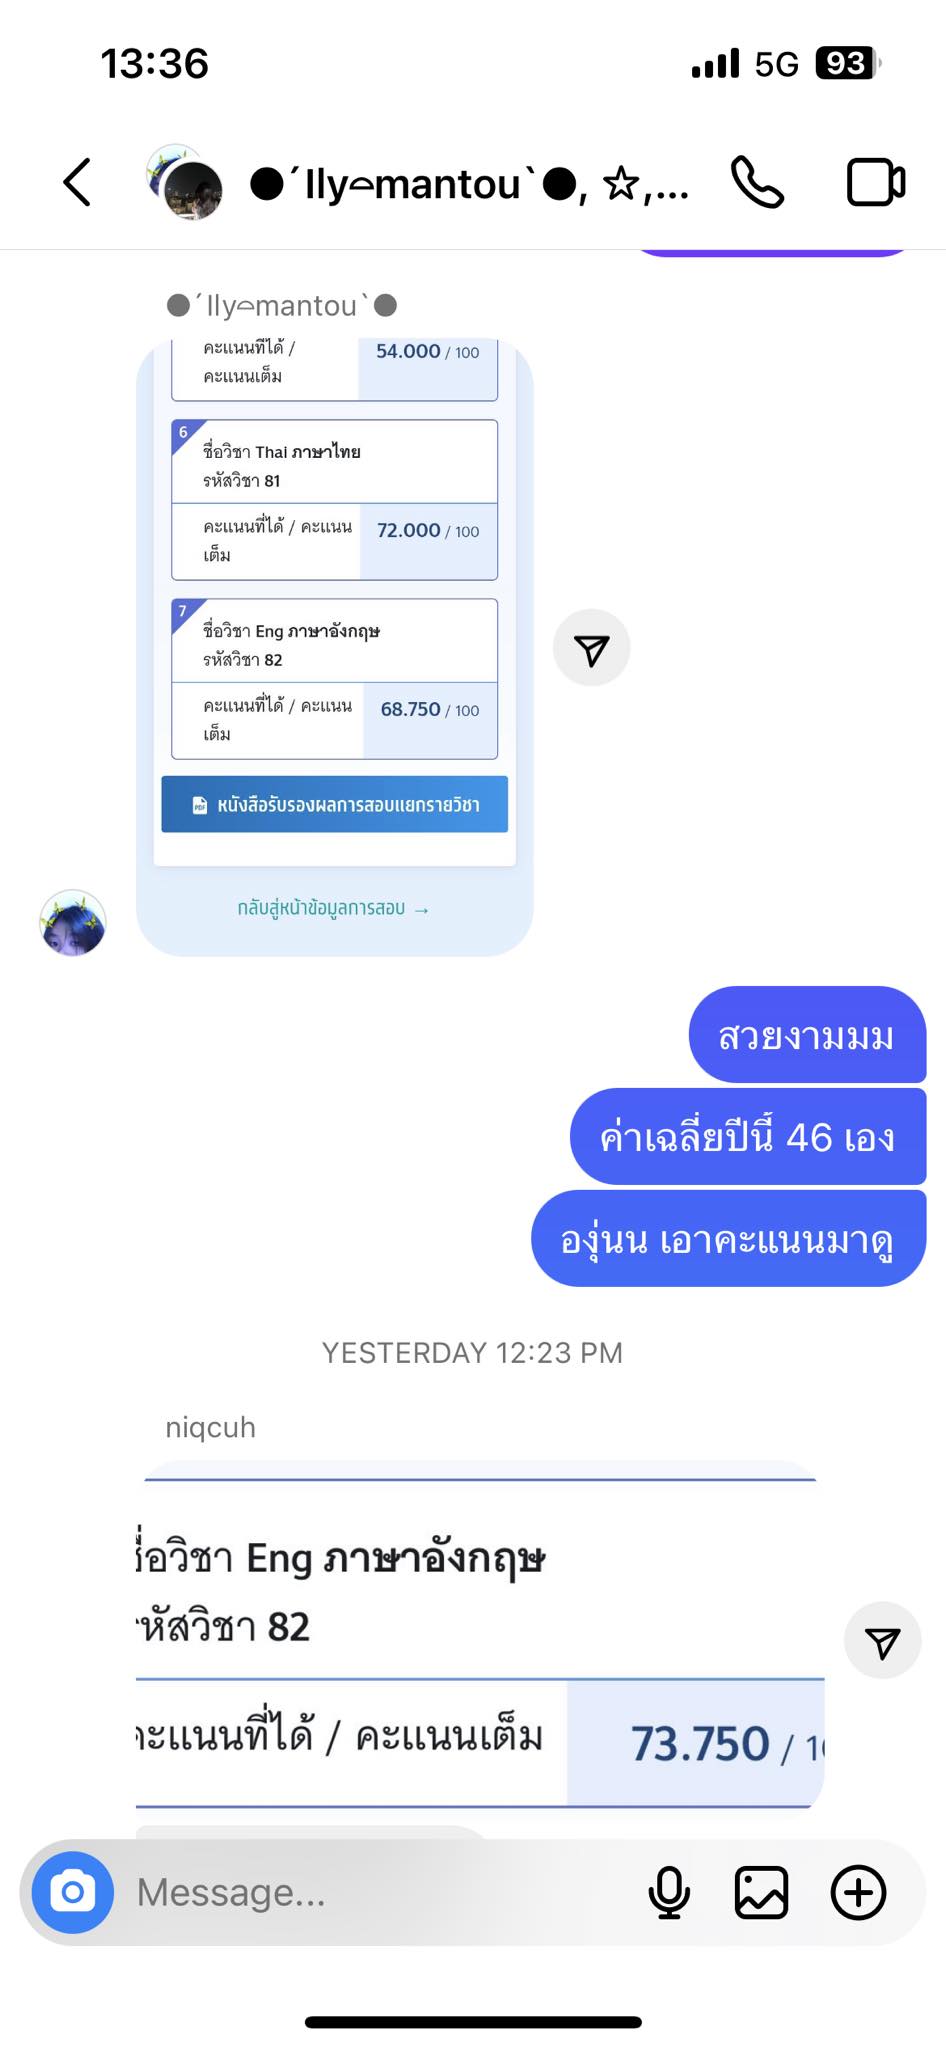 13:36
5G 93
●´Ilyᯅmantou`●, ☆,...
●´Ilyᯅmantou`●
คะแนนที่ได้ /
คะแนนเต็ม
54.000 / 100
6
ชื่อวิชา Thai ภาษาไทย
รหัสวิชา 81
คะแนนที่ได้ / คะแนน
เต็ม
72.000 / 100
7
ชื่อวิชา Eng ภาษาอังกฤษ
รหัสวิชา 82
คะแนนที่ได้ / คะแนน
เต็ม
68.750 / 100
PDF หนังสือรับรองผลการสอบแยกรายวิชา
กลับสู่หน้าข้อมูลการสอบ →
สวยงามมม
ค่าเฉลี่ยปีนี้ 46 เอง
องุ่นน เอาคะแนนมาดู
YESTERDAY 12:23 PM
niqcuh
ชื่อวิชา Eng ภาษาอังกฤษ
รหัสวิชา 82
คะแนนที่ได้ / คะแนนเต็ม
73.750 / 1
Message...